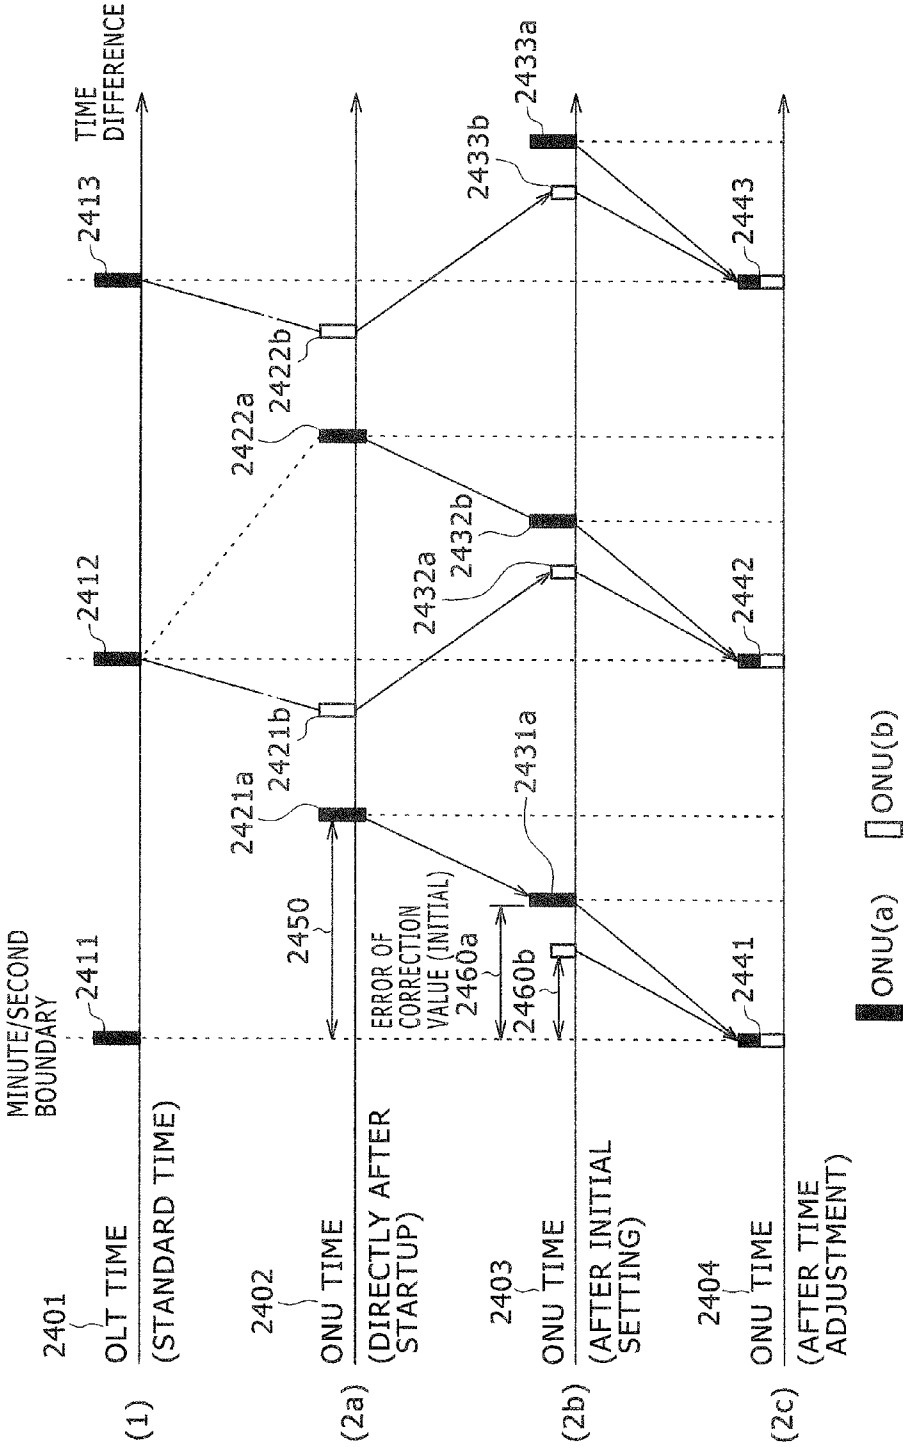 MINUTE/SECOND
BOUNDARY
TIME
DIFFERENCE
2401
2411
2412
2413
(1)
OLT TIME
(STANDARD TIME)
2402
2421a
2421b
2422a
2422b
2450
(2a)
ONU TIME
(DIRECTLY AFTER
STARTUP)
ERROR OF
CORRECTION
VALUE (INITIAL)
2460a
2460b
2431a
2432a
2432b
2433b
2433a
2403
(2b)
ONU TIME
(AFTER INITIAL
SETTING)
2404
2441
2442
2443
(2c)
ONU TIME
(AFTER TIME
ADJUSTMENT)
ONU(a)
ONU(b)